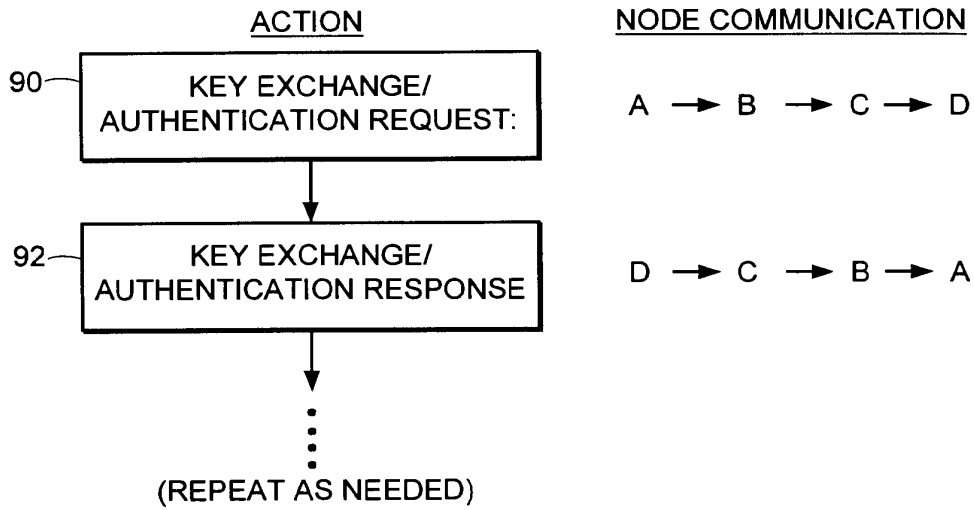 ACTION
NODE COMMUNICATION
90
KEY EXCHANGE/
AUTHENTICATION REQUEST:
A → B → C → D
92
KEY EXCHANGE/
AUTHENTICATION RESPONSE
D → C → B → A
(REPEAT AS NEEDED)